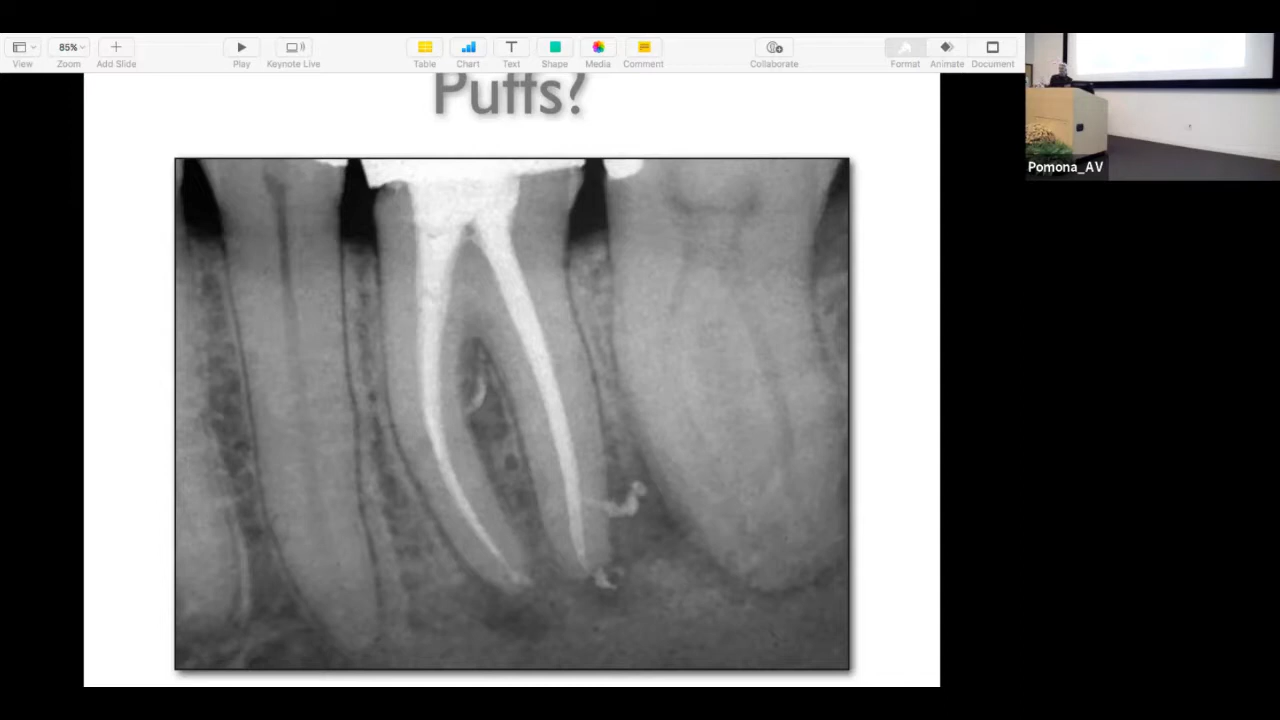 85%
View
Zoom
Add Slide
Play
Keynote Live
Table
Chart
Text
Shape
Media
Comment
Collaborate
Format
Animate
Document
Puffs?
Pomona_AV